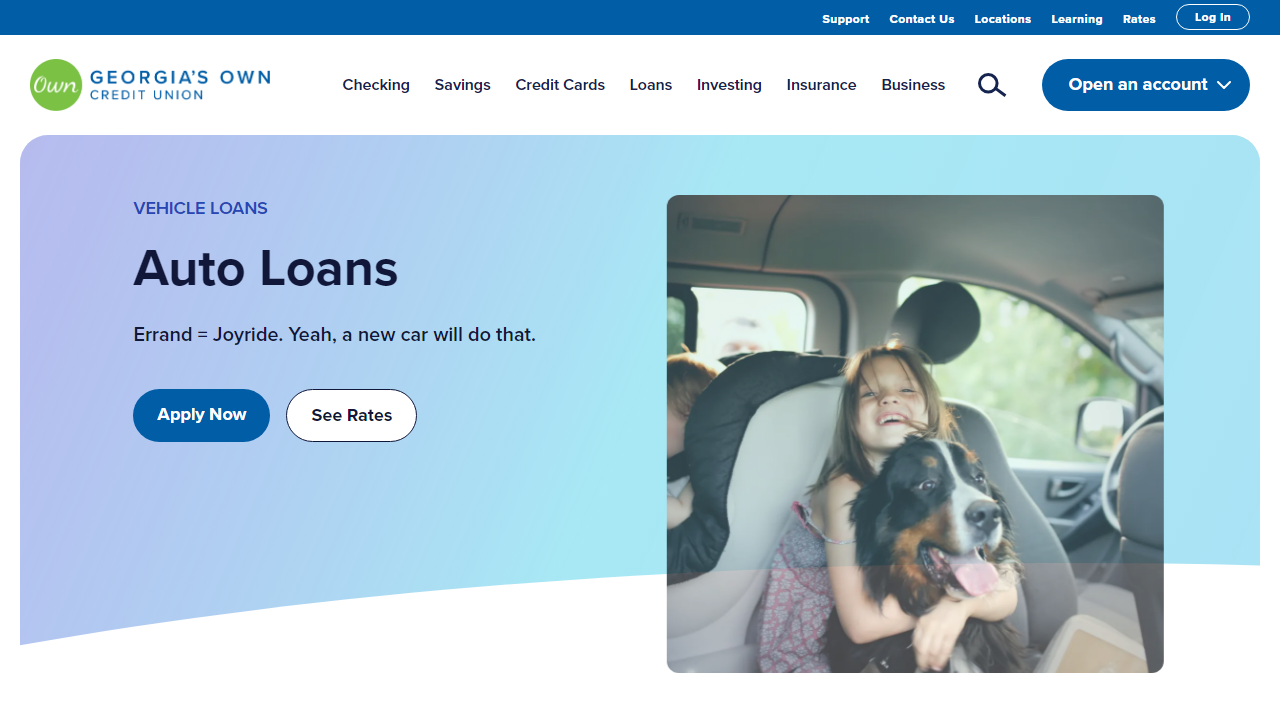 Support Contact Us Locations Learning Rates Log In
Own GEORGIA'S OWN
CREDIT UNION
Checking Savings Credit Cards Loans Investing Insurance Business Open an account
VEHICLE LOANS
Auto Loans
Errand = Joyride. Yeah, a new car will do that.
Apply Now See Rates